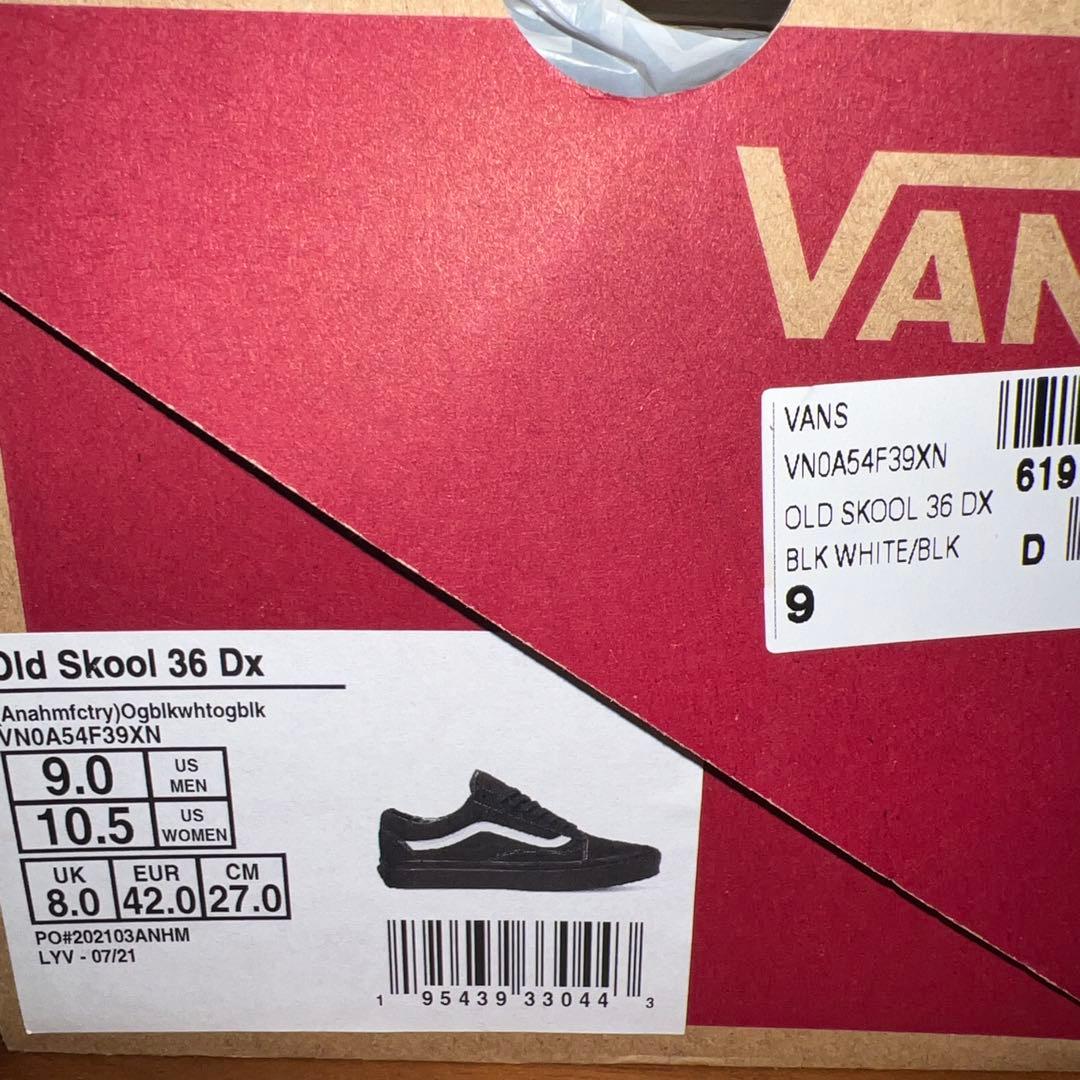 VAN
VANS
VN0A54F39XN
619
OLD SKOOL 36 DX
BLK WHITE/BLK
D
9
Old Skool 36 Dx
(Anahmfctry)Ogblkwhtogblk
VN0A54F39XN
9.0 US MEN
10.5 US WOMEN
UK EUR CM
8.0 42.0 27.0
PO#202103ANHM
LYV - 07/21
1 95439 33044 3